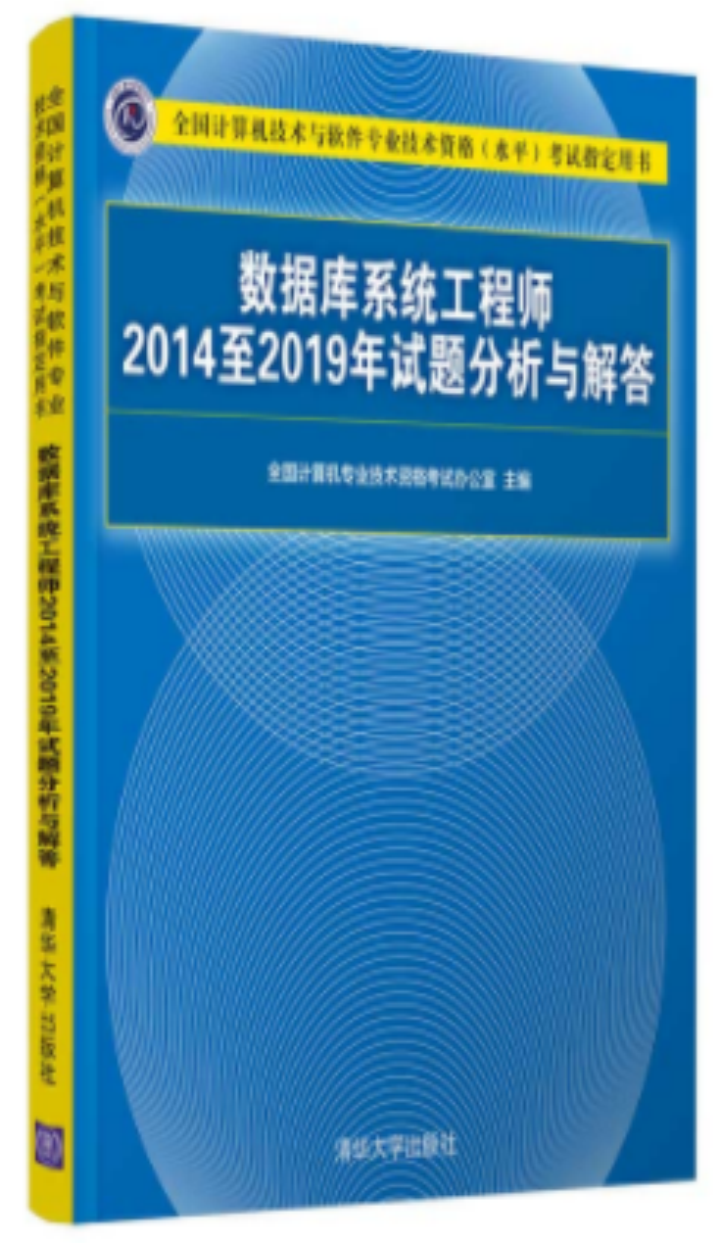 全国计算机技术与软件专业技术资格（水平）考试指定用书
数据库系统工程师
2014至2019年试题分析与解答
全国计算机专业技术资格考试办公室 主编
清华大学出版社
全国计算机技术与软件专业
技术资格（水平）考试指定用书
数据库系统工程师2014至2019年试题分析与解答
清华大学出版社